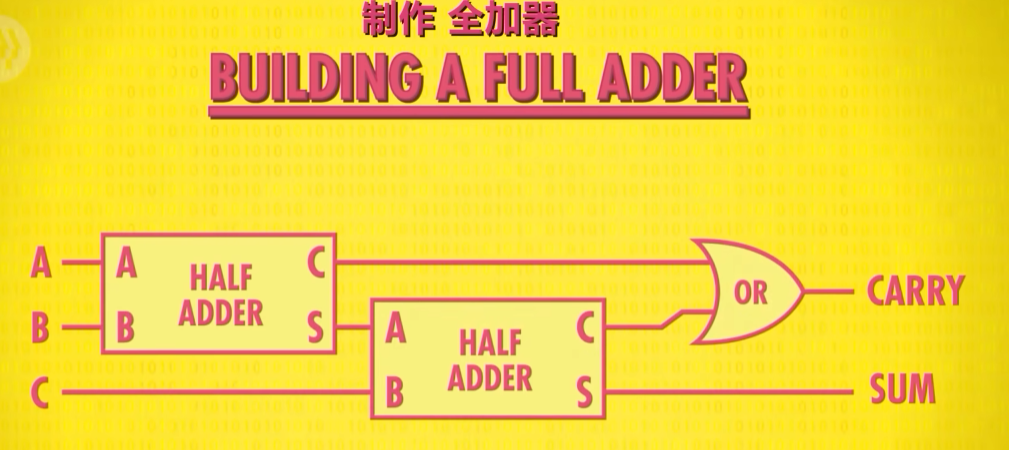 制作 全加器
BUILDING A FULL ADDER
A A HALF ADDER C
B B S A HALF ADDER C OR CARRY
C B S SUM